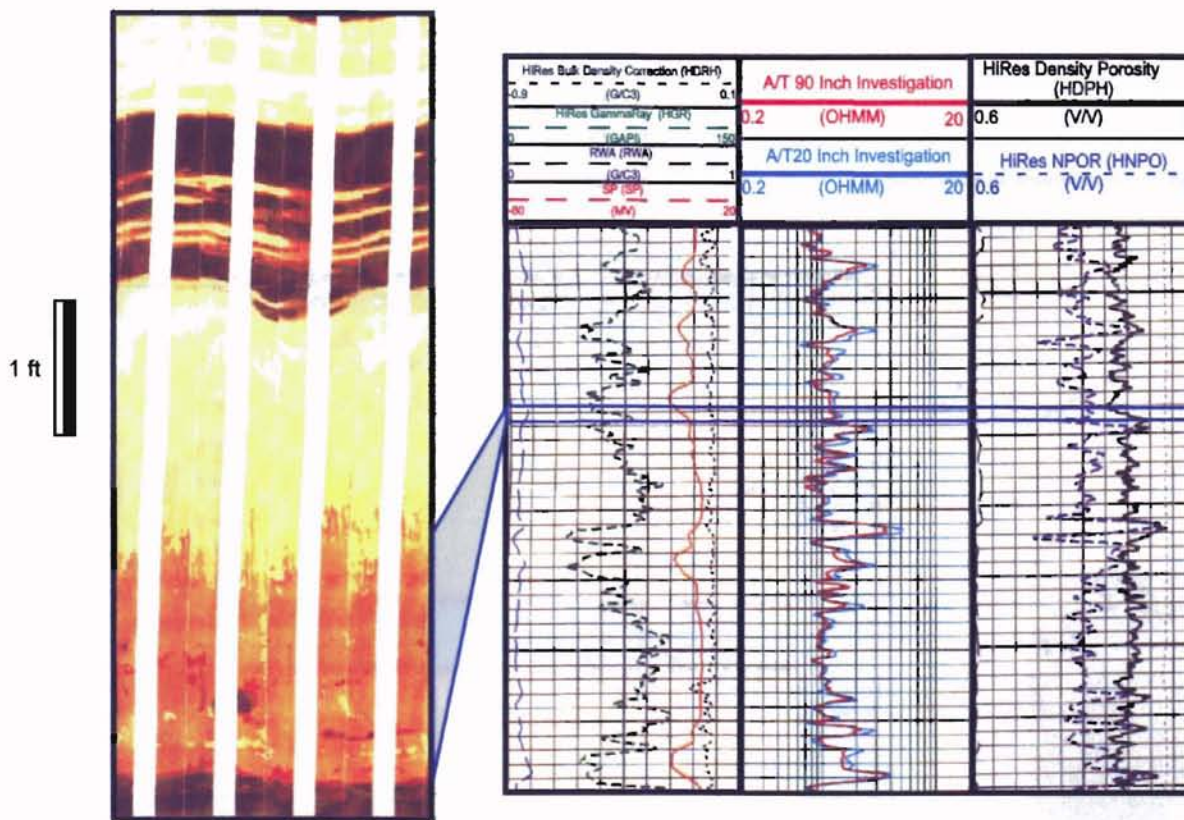 1 ft
HiRes Bulk Density Correction (HDRH)
-0.9 (G/C3) 0.1
HiRes GammaRay (HGR)
0 (GAPI) 150
RWA (RWA)
0 (G/C3) 1
SP (SP)
-80 (MV) 20
A/T 90 Inch Investigation
0.2 (OHMM) 20
A/T20 Inch Investigation
0.2 (OHMM) 20
HiRes Density Porosity
(HDPH)
0.6 (V/V)
HiRes NPOR (HNPO)
0.6 (V/V)